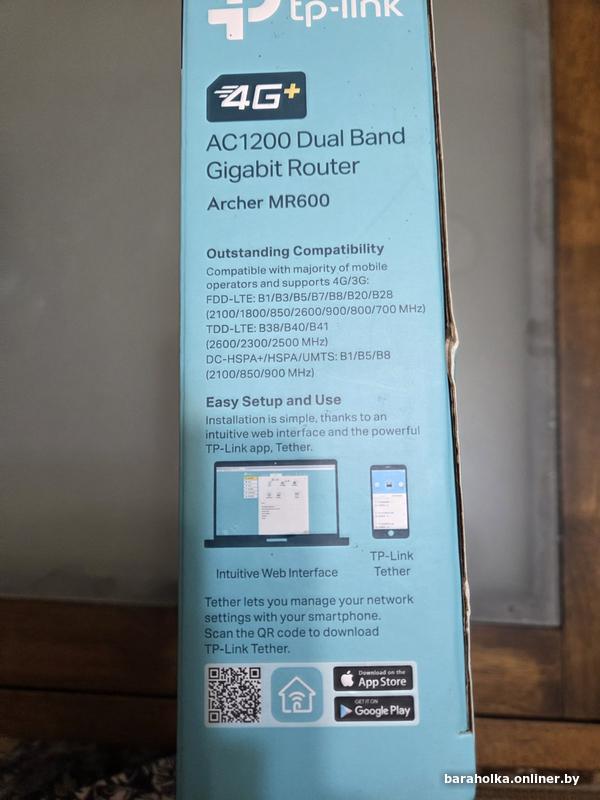 tp-link
4G+
AC1200 Dual Band
Gigabit Router
Archer MR600
Outstanding Compatibility
Compatible with majority of mobile
operators and supports 4G/3G:
FDD-LTE: B1/B3/B5/B7/B8/B20/B28
(2100/1800/850/2600/900/800/700 MHz)
TDD-LTE: B38/B40/B41
(2600/2300/2500 MHz)
DC-HSPA+/HSPA/UMTS: B1/B5/B8
(2100/850/900 MHz)
Easy Setup and Use
Installation is simple, thanks to an
intuitive web interface and the powerful
TP-Link app, Tether.
Intuitive Web Interface
TP-Link
Tether
Tether lets you manage your network
settings with your smartphone.
Scan the QR code to download
TP-Link Tether.
Download on the
App Store
GET IT ON
Google Play
baraholka.onliner.by